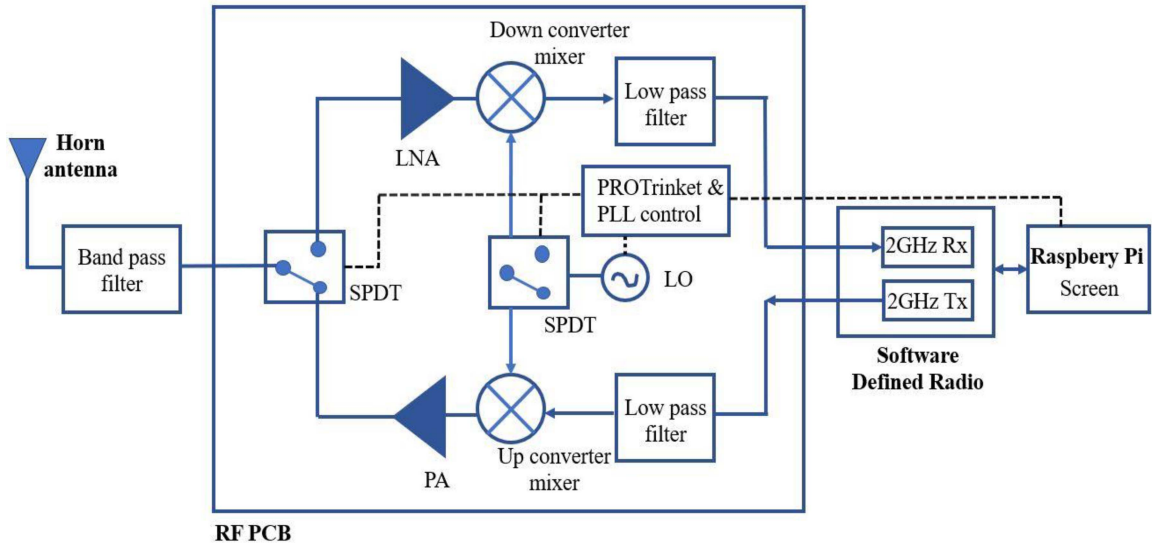 Down converter
mixer
Low pass
filter
LNA
Horn
antenna
PROTrinket &
PLL control
Band pass
filter
SPDT
LO
SPDT
2GHz Rx
2GHz Tx
Raspbery Pi
Screen
Software
Defined Radio
Low pass
filter
PA
Up converter
mixer
RF PCB